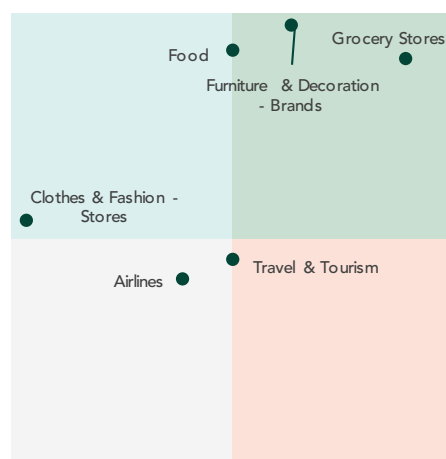 Grocery Stores
Food
Furniture & Decoration
- Brands
Clothes & Fashion -
Stores
Travel & Tourism
Airlines